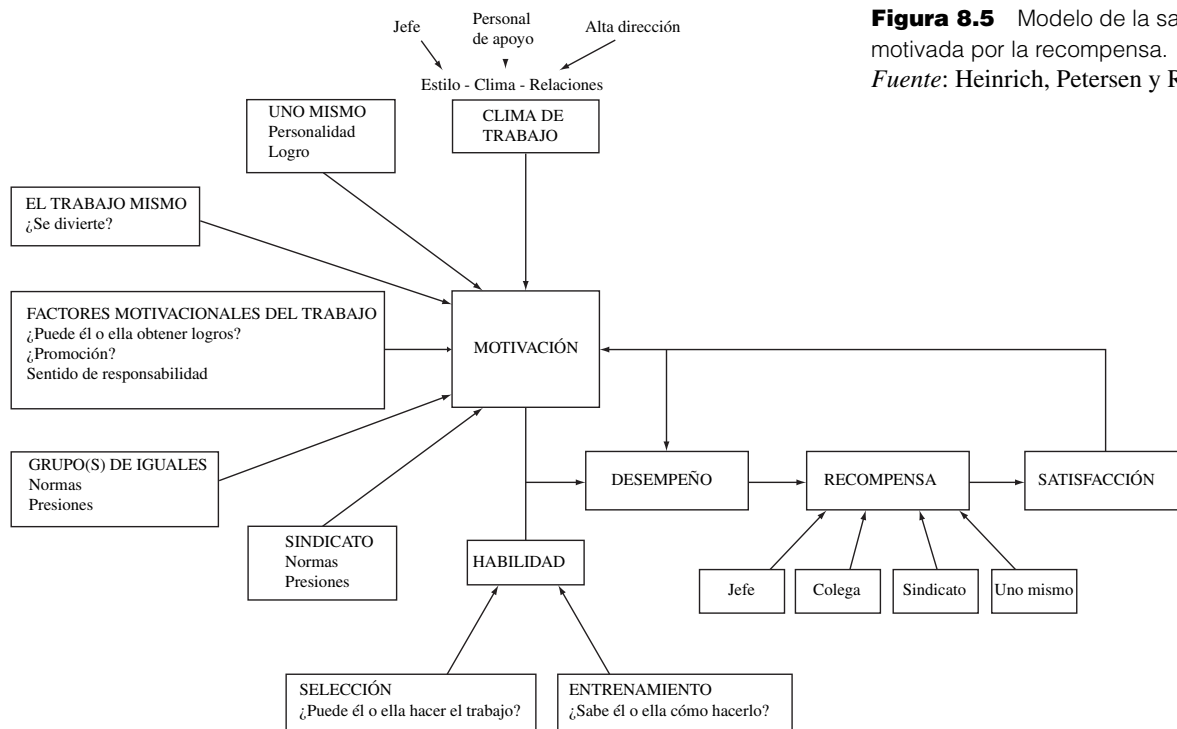 Figura 8.5 Modelo de la
motivada por la recompensa.
Fuente: Heinrich, Petersen y
Jefe
Personal
de apoyo
Alta dirección
Estilo - Clima - Relaciones
CLIMA DE
TRABAJO
UNO MISMO
Personalidad
Logro
EL TRABAJO MISMO
¿Se divierte?
FACTORES MOTIVACIONALES DEL TRABAJO
¿Puede él o ella obtener logros?
¿Promoción?
Sentido de responsabilidad
MOTIVACIÓN
GRUPO(S) DE IGUALES
Normas
Presiones
SINDICATO
Normas
Presiones
HABILIDAD
DESEMPEÑO
RECOMPENSA
SATISFACCIÓN
Jefe
Colega
Sindicato
Uno mismo
SELECCIÓN
¿Puede él o ella hacer el trabajo?
ENTRENAMIENTO
¿Sabe él o ella cómo hacerlo?